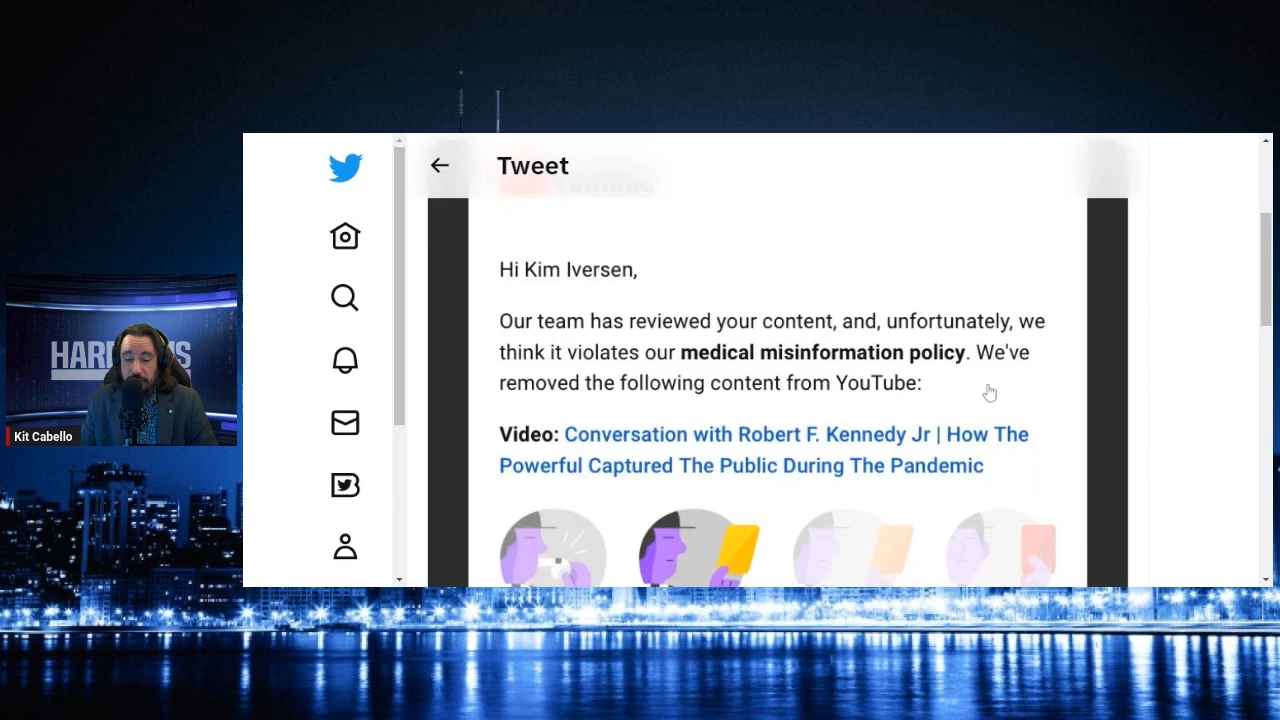 Tweet
Hi Kim Iversen,
Our team has reviewed your content, and, unfortunately, we
think it violates our medical misinformation policy. We've
removed the following content from YouTube:
Video: Conversation with Robert F. Kennedy Jr | How The
Powerful Captured The Public During The Pandemic
Kit Cabello